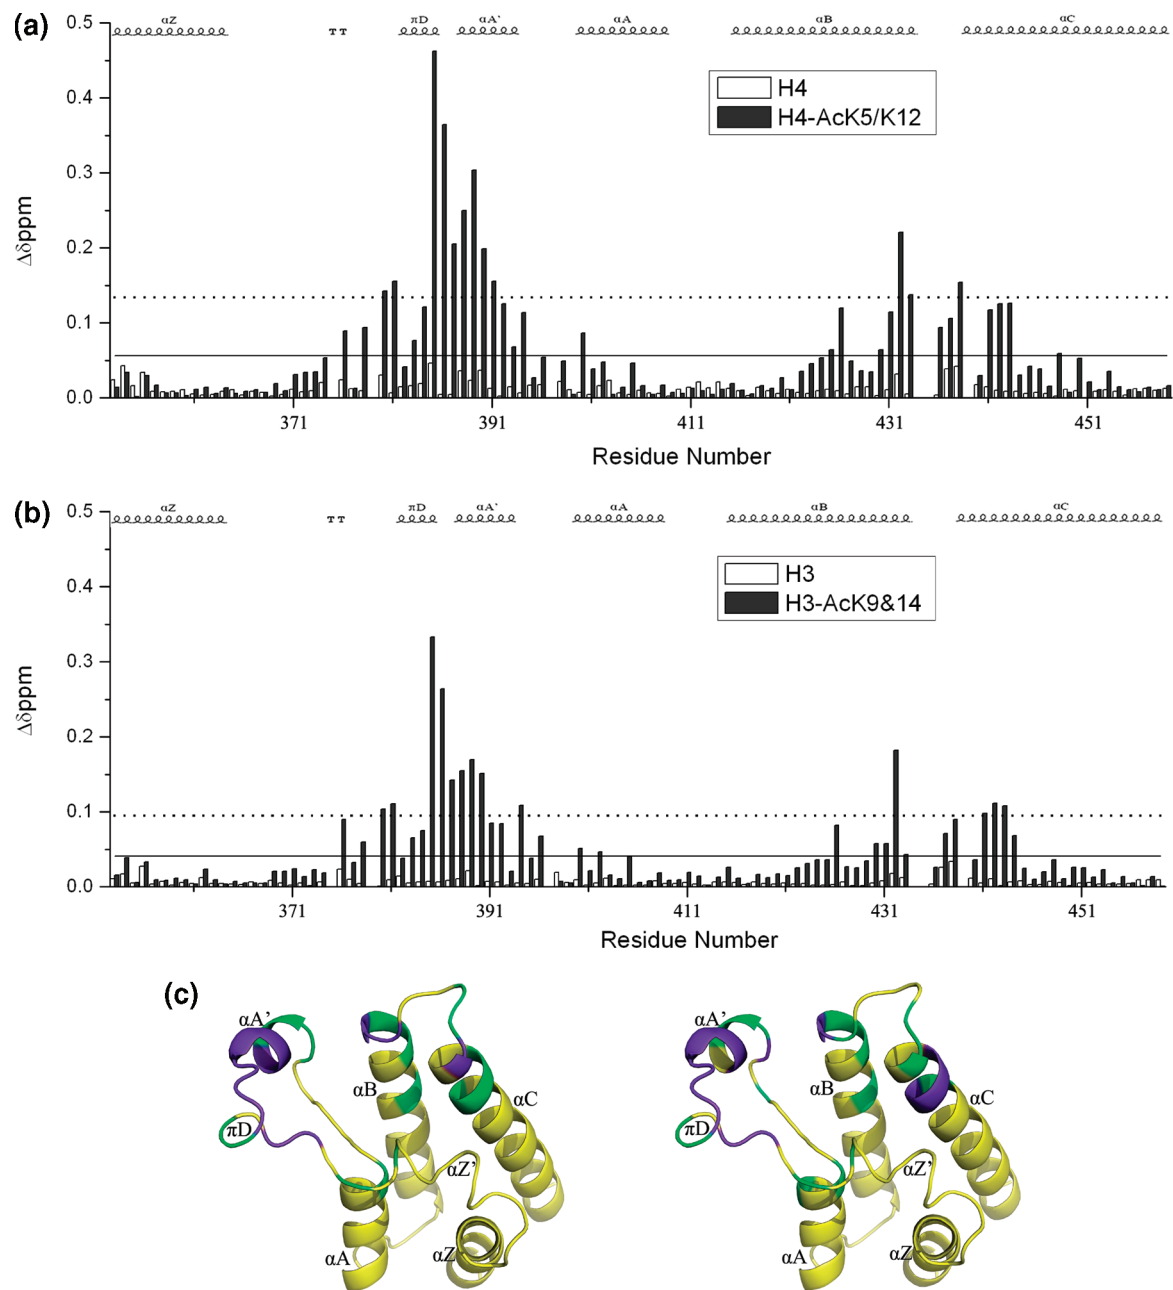 (a)
0.5
αZ
TT
πD
αA'
αA
αB
αC
H4
H4-AcK5/K12
0.4
0.3
0.2
0.1
0.0
Δδppm
371
391
411
431
451
Residue Number
(b)
0.5
αZ
TT
πD
αA'
αA
αB
αC
H3
H3-AcK9&14
0.4
0.3
0.2
0.1
0.0
Δδppm
371
391
411
431
451
Residue Number
(c)
αA’
αB
αC
πD
αZ’
αA
αZ
αA’
αB
αC
πD
αZ’
αA
αZ